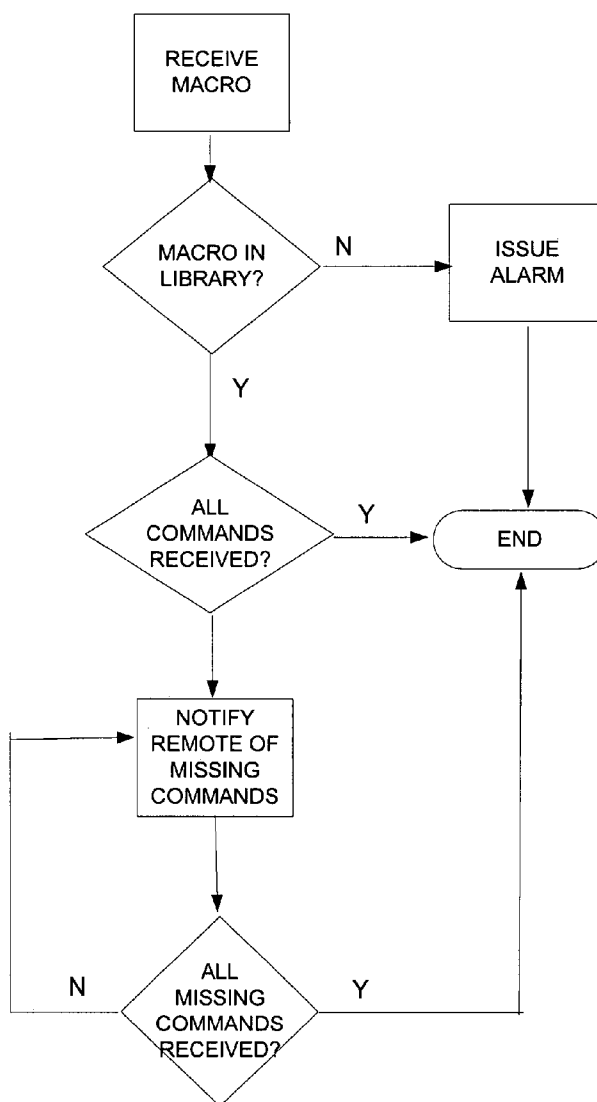 RECEIVE
MACRO
MACRO IN
LIBRARY?
N
ISSUE
ALARM
Y
ALL
COMMANDS
RECEIVED?
Y
END
NOTIFY
REMOTE OF
MISSING
COMMANDS
N
ALL
MISSING
COMMANDS
RECEIVED?
Y